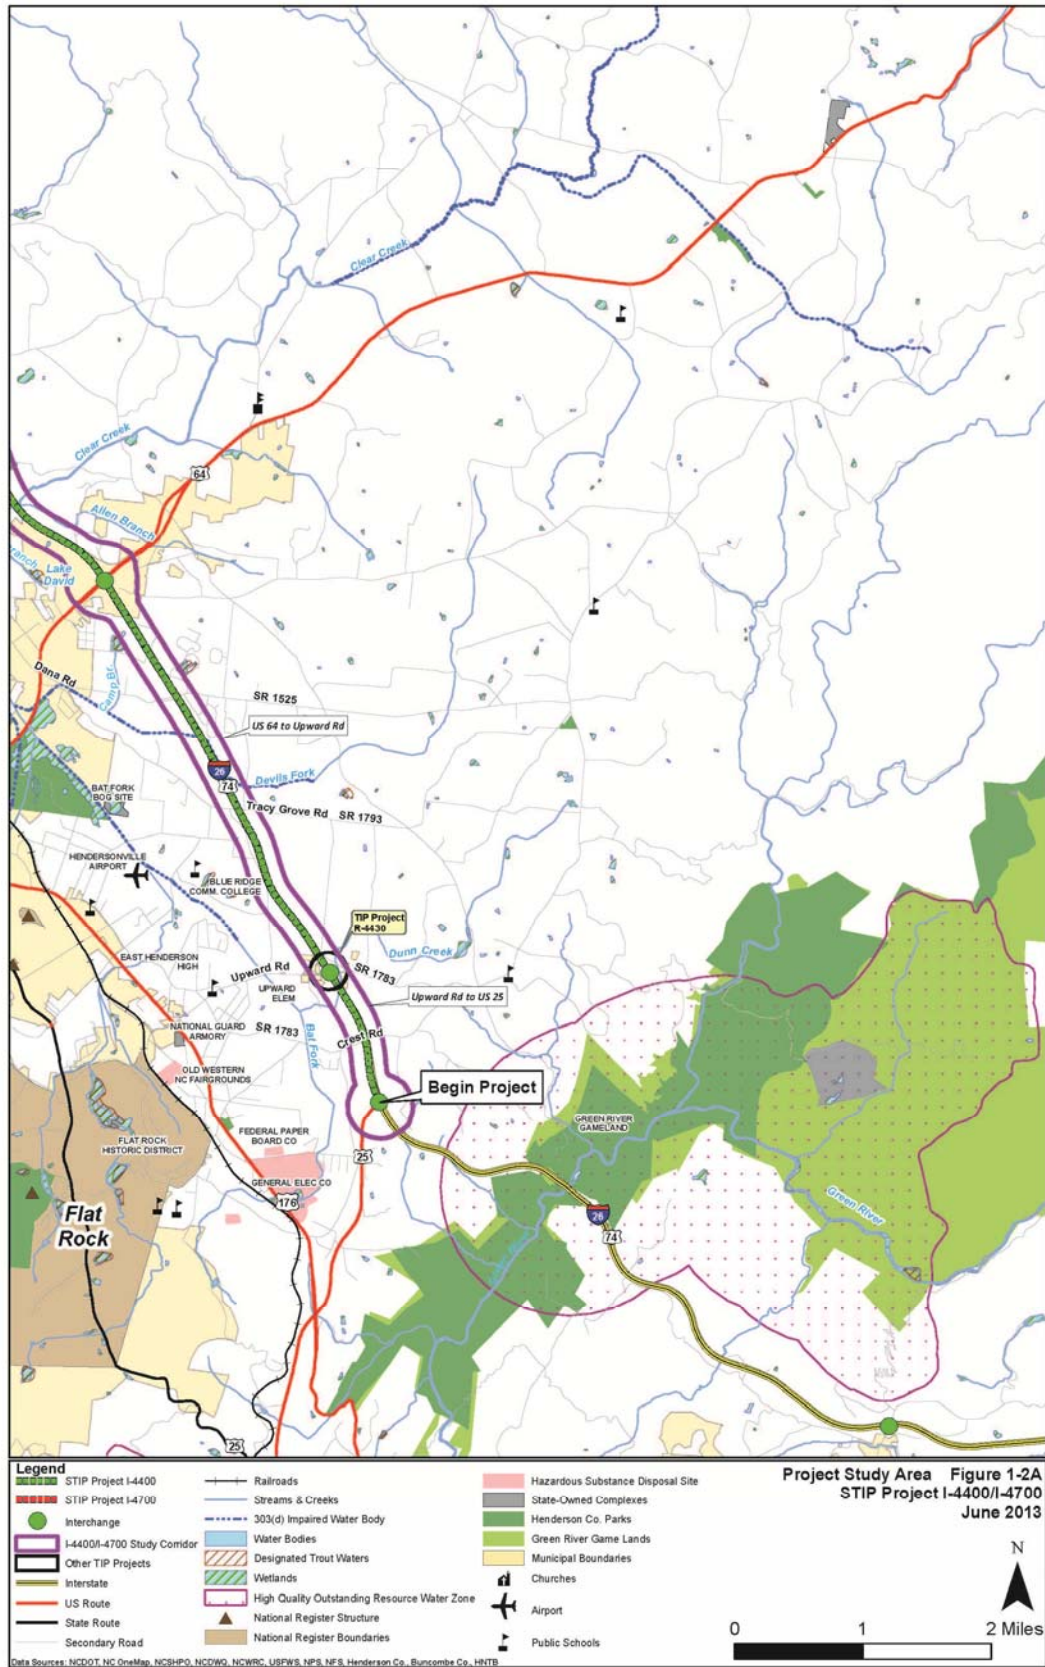 Clear Creek
Clear Creek
64
Allen Branch
ranch
Lake
David
Dana Rd
Camp Br.
SR 1525
US 64 to Upward Rd
26
74
Devils Fork
BAT FORK
BOG SITE
Tracy Grove Rd SR 1793
HENDERSONVILLE
AIRPORT
BLUE RIDGE
COMM. COLLEGE
TIP Project
R-4430
EAST HENDERSON
HIGH
Upward Rd
Dunn Creek
SR 1783
UPWARD
ELEM
Upward Rd to US 25
NATIONAL GUARD
ARMORY
SR 1783
Bat Fork
Crest Rd
OLD WESTERN
NC FAIRGROUNDS
Begin Project
FEDERAL PAPER
BOARD CO
GREEN RIVER
GAMELAND
FLAT ROCK
HISTORIC DISTRICT
25
GENERAL ELEC CO
176
Flat
Rock
26
74
Green River
25
Legend
STIP Project I-4400
STIP Project I-4700
Interchange
I-4400/I-4700 Study Corridor
Other TIP Projects
Interstate
US Route
State Route
Secondary Road
Railroads
Streams & Creeks
303(d) Impaired Water Body
Water Bodies
Designated Trout Waters
Wetlands
High Quality Outstanding Resource Water Zone
National Register Structure
National Register Boundaries
Hazardous Substance Disposal Site
State-Owned Complexes
Henderson Co. Parks
Green River Game Lands
Municipal Boundaries
Churches
Airport
Public Schools
Project Study Area Figure 1-2A
STIP Project I-4400/I-4700
June 2013
N
0 1 2 Miles
Data Sources: NCDOT, NC OneMap, NCSHPO, NCDWQ, NCWRC, USFWS, NPS, NFS, Henderson Co., Buncombe Co., HNTB